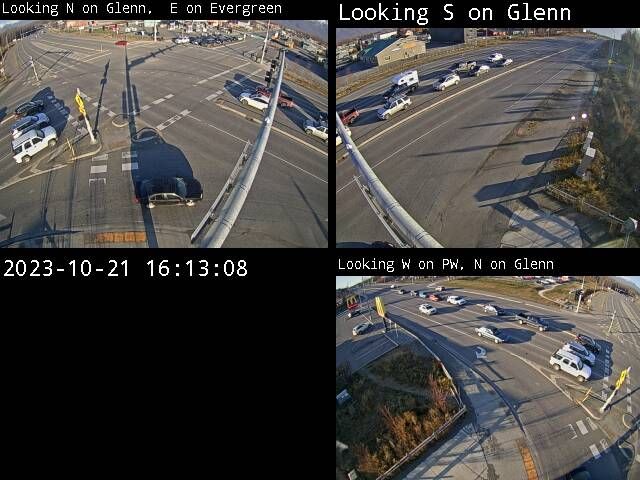 Looking N on Glenn,  E on Evergreen
Looking S on Glenn
2023-10-21 16:13:08
Looking W on PW, N on Glenn